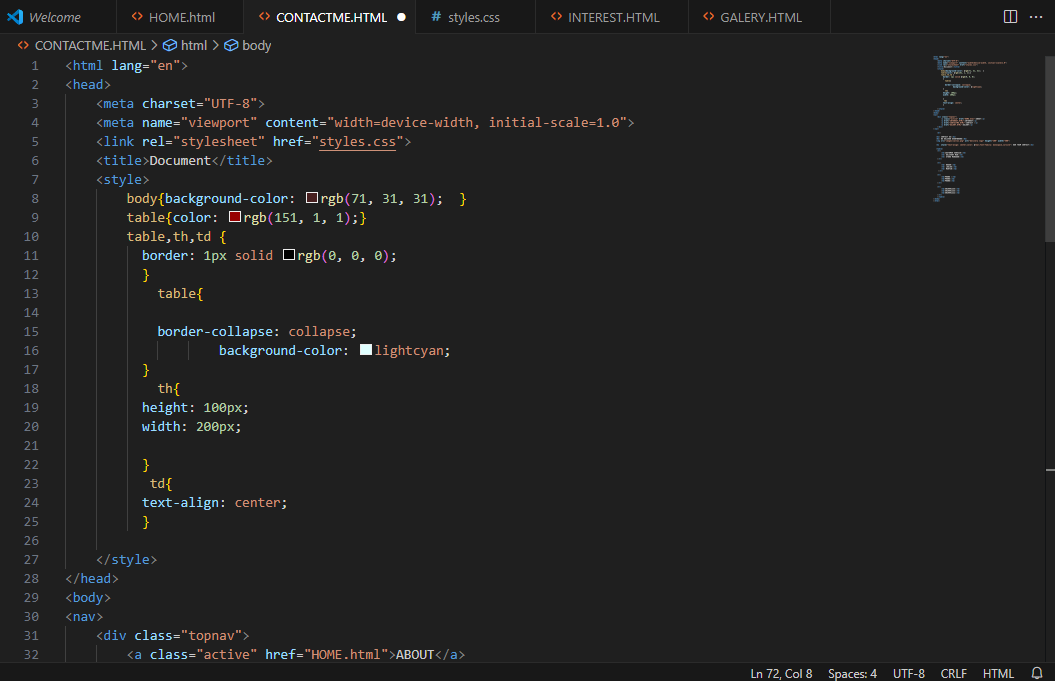 Welcome HOME.html CONTACTME.HTML # styles.css INTEREST.HTML GALERY.HTML
CONTACTME.HTML > html > body
1 <html lang="en">
2 <head>
3 <meta charset="UTF-8">
4 <meta name="viewport" content="width=device-width, initial-scale=1.0">
5 <link rel="stylesheet" href="styles.css">
6 <title>Document</title>
7 <style>
8 body{background-color: rgb(71, 31, 31);  }
9 table{color: rgb(151, 1, 1);}
10 table,th,td {
11 border: 1px solid rgb(0, 0, 0);
12 }
13 table{
14
15 border-collapse: collapse;
16 background-color: lightcyan;
17 }
18 th{
19 height: 100px;
20 width: 200px;
21
22 }
23 td{
24 text-align: center;
25 }
26
27 </style>
28 </head>
29 <body>
30 <nav>
31 <div class="topnav">
32 <a class="active" href="HOME.html">ABOUT</a>
Ln 72, Col 8 Spaces: 4 UTF-8 CRLF HTML